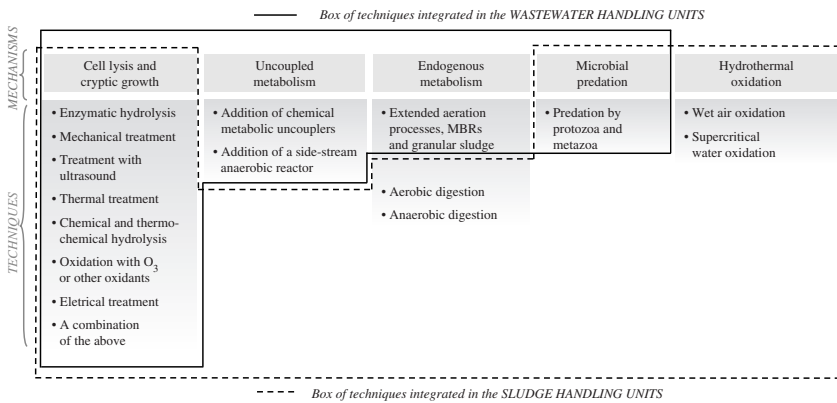 Box of techniques integrated in the WASTEWATER HANDLING UNITS
MECHANISMS
Cell lysis and
cryptic growth
Uncoupled
metabolism
Endogenous
metabolism
Microbial
predation
Hydrothermal
oxidation
TECHNIQUES
• Enzymatic hydrolysis
• Mechanical treatment
• Treatment with
ultrasound
• Thermal treatment
• Chemical and thermo-
chemical hydrolysis
• Oxidation with O3
or other oxidants
• Eletrical treatment
• A combination
of the above
• Addition of chemical
metabolic uncouplers
• Addition of a side-stream
anaerobic reactor
• Extended aeration
processes, MBRs
and granular sludge
• Aerobic digestion
• Anaerobic digestion
• Predation by
protozoa and
metazoa
• Wet air oxidation
• Supercritical
water oxidation
Box of techniques integrated in the SLUDGE HANDLING UNITS